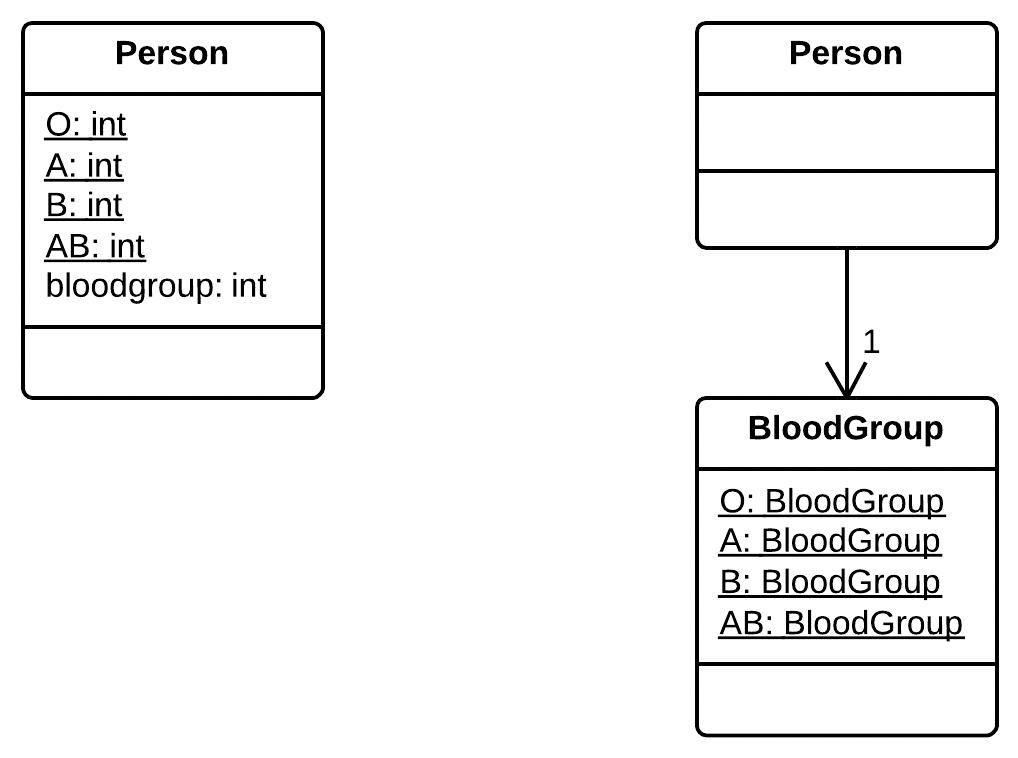 Person
O: int
A: int
B: int
AB: int
bloodgroup: int
Person
1
BloodGroup
O: BloodGroup
A: BloodGroup
B: BloodGroup
AB: BloodGroup